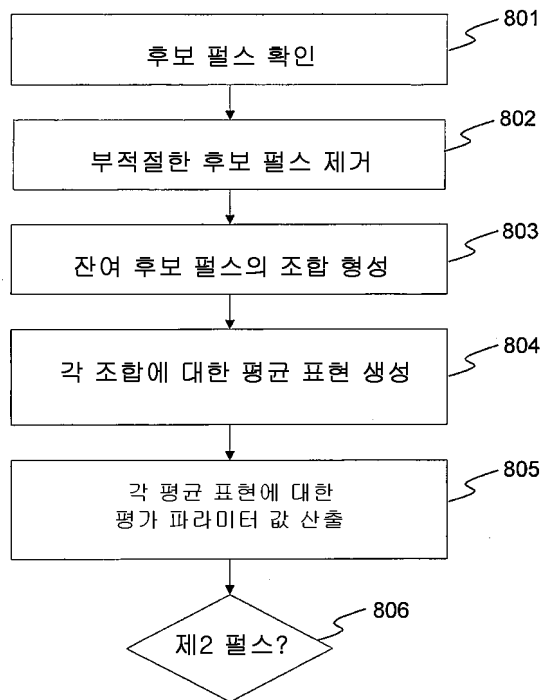 801
후보 펄스 확인
802
부적절한 후보 펄스 제거
803
잔여 후보 펄스의 조합 형성
804
각 조합에 대한 평균 표현 생성
805
각 평균 표현에 대한
평가 파라미터 값 산출
806
제2 펄스?